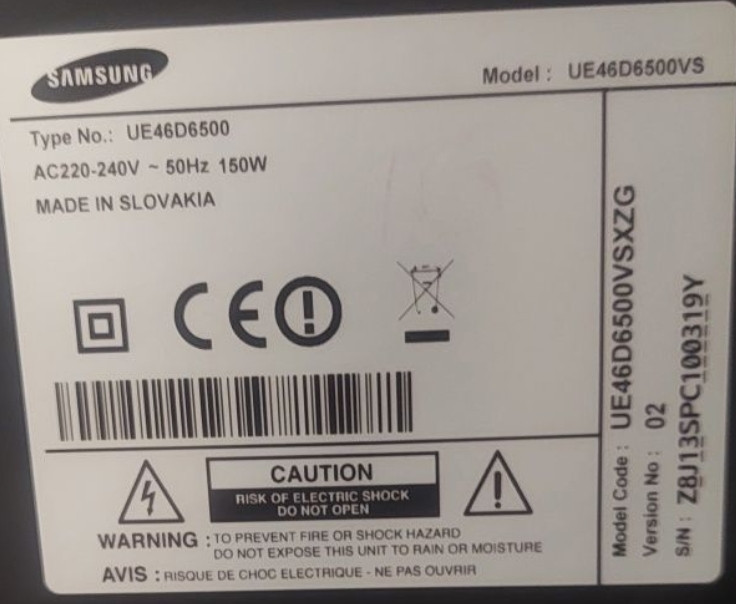 SAMSUNG
Model : UE46D6500VS
Type No.: UE46D6500
AC220-240V ~ 50Hz 150W
MADE IN SLOVAKIA
CE
CAUTION
RISK OF ELECTRIC SHOCK
DO NOT OPEN
WARNING : TO PREVENT FIRE OR SHOCK HAZARD
DO NOT EXPOSE THIS UNIT TO RAIN OR MOISTURE
AVIS : RISQUE DE CHOC ELECTRIQUE - NE PAS OUVRIR
Model Code : UE46D6500VSXZG
Version No : 02
S/N : Z8J13SPC100319Y